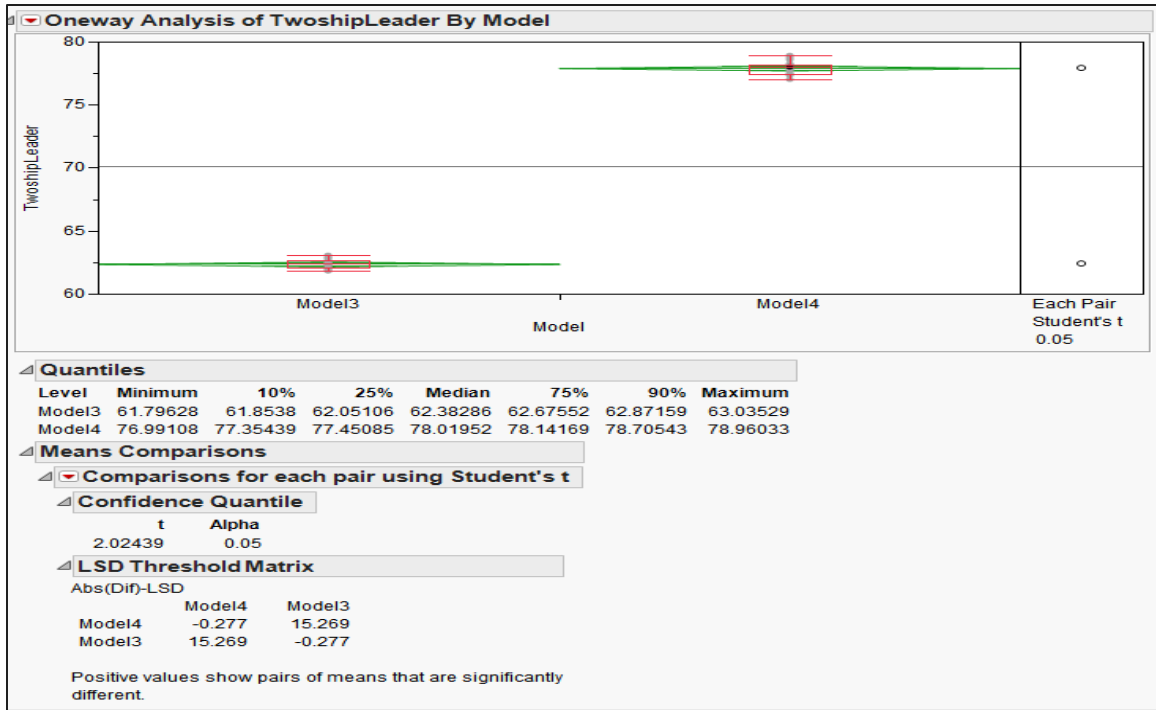 Oneway Analysis of TwoshipLeader By Model
80
75
70
65
60
TwoshipLeader
Model3 Model4
Model
Each Pair
Student's t
0.05
Quantiles
Level Minimum 10% 25% Median 75% 90% Maximum
Model3 61.79628 61.8538 62.05106 62.38286 62.67552 62.87159 63.03529
Model4 76.99108 77.35439 77.45085 78.01952 78.14169 78.70543 78.96033
Means Comparisons
Comparisons for each pair using Student's t
Confidence Quantile
t Alpha
2.02439 0.05
LSD Threshold Matrix
Abs(Dif)-LSD
Model4 Model3
Model4 -0.277 15.269
Model3 15.269 -0.277
Positive values show pairs of means that are significantly
different.